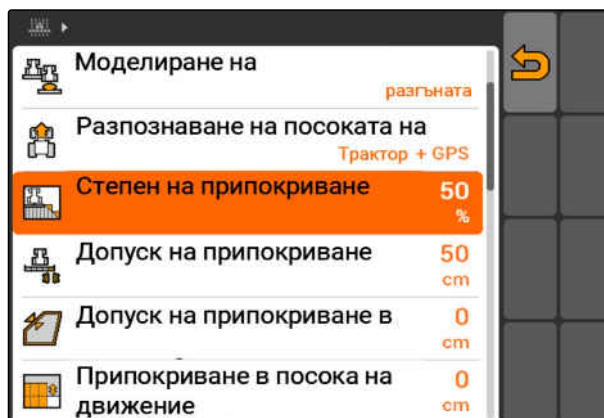 Моделиране на
разгъната
Разпознаване на посоката на
Трактор + GPS
Степен на припокриване 50
%
Допуск на припокриване 50
cm
Допуск на припокриване в 0
cm
Припокриване в посока на 0
движение cm